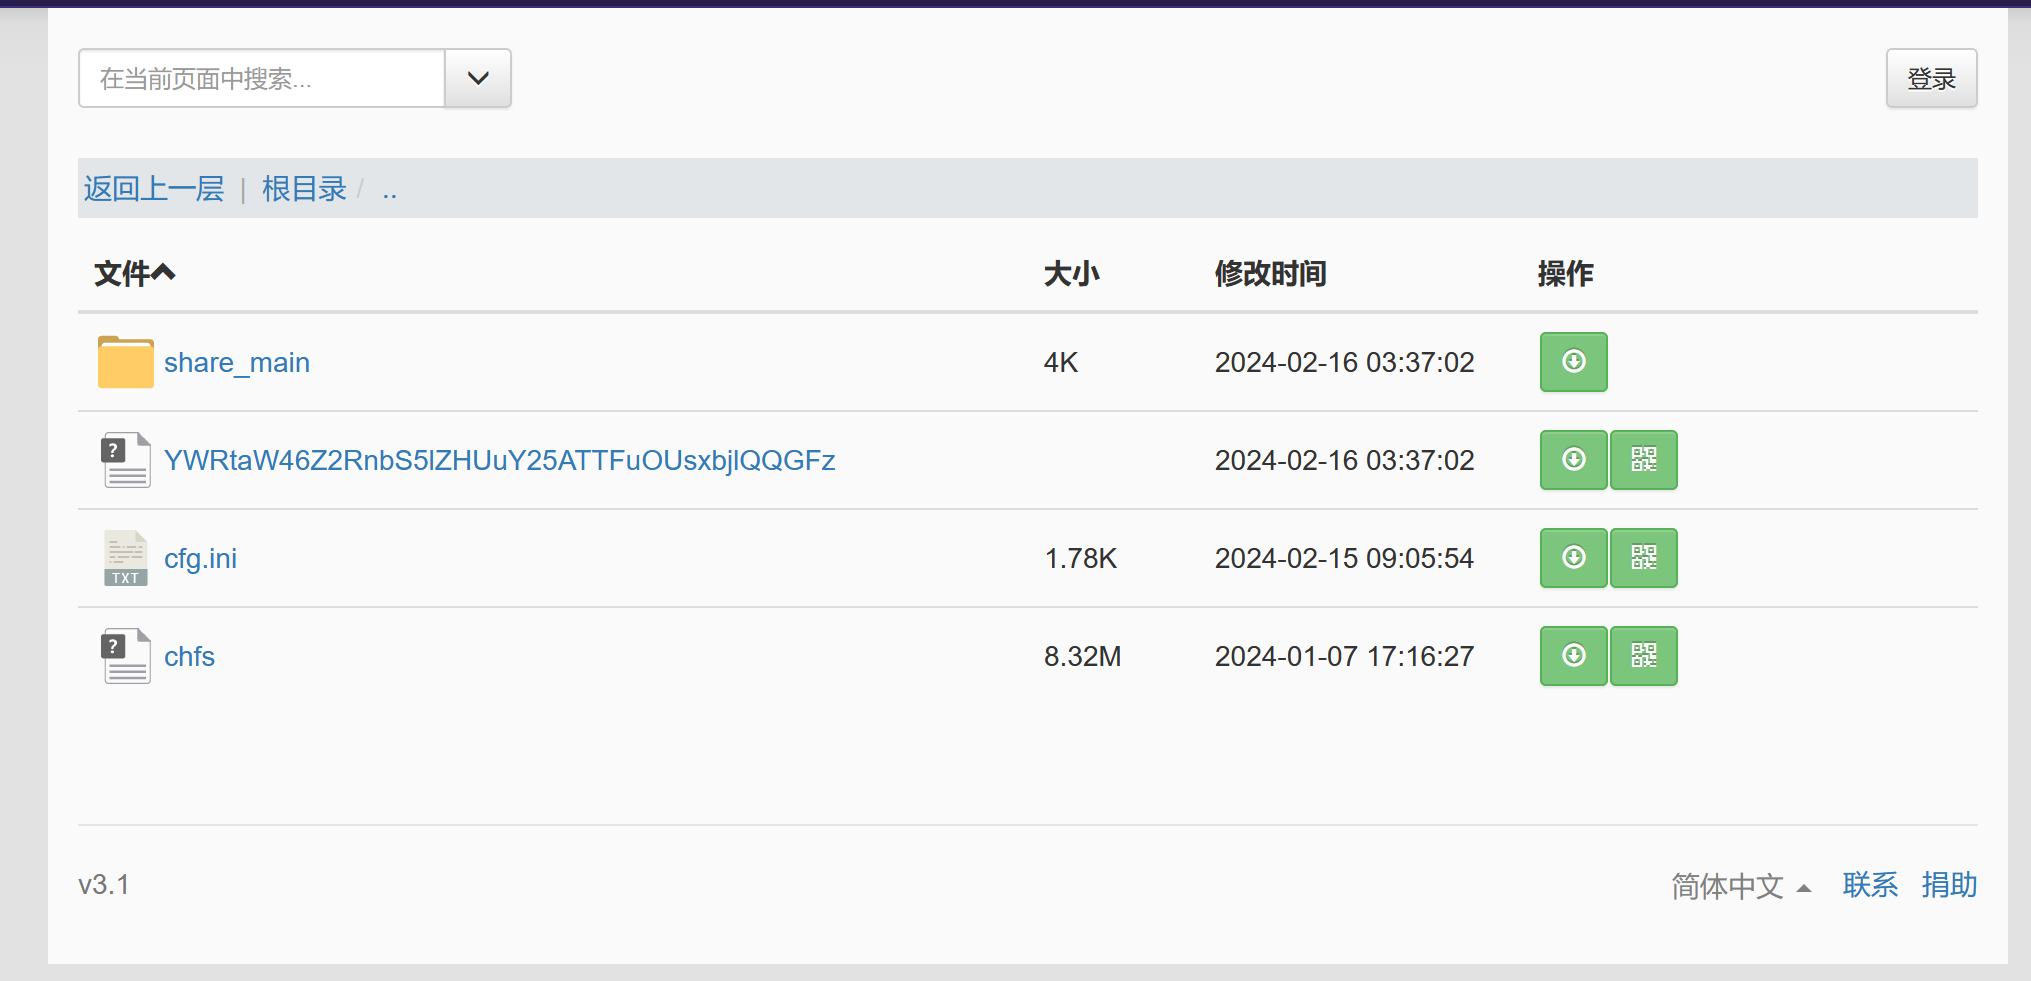 在当前页面中搜索...
登录
返回上一层 | 根目录 / ..
文件 大小 修改时间 操作
share_main 4K 2024-02-16 03:37:02
YWRtaW46Z2RnbS5lZHUuY25ATTFuOUsxbjlQQGFz 2024-02-16 03:37:02
cfg.ini 1.78K 2024-02-15 09:05:54
TXT
chfs 8.32M 2024-01-07 17:16:27
v3.1 简体中文 联系 捐助